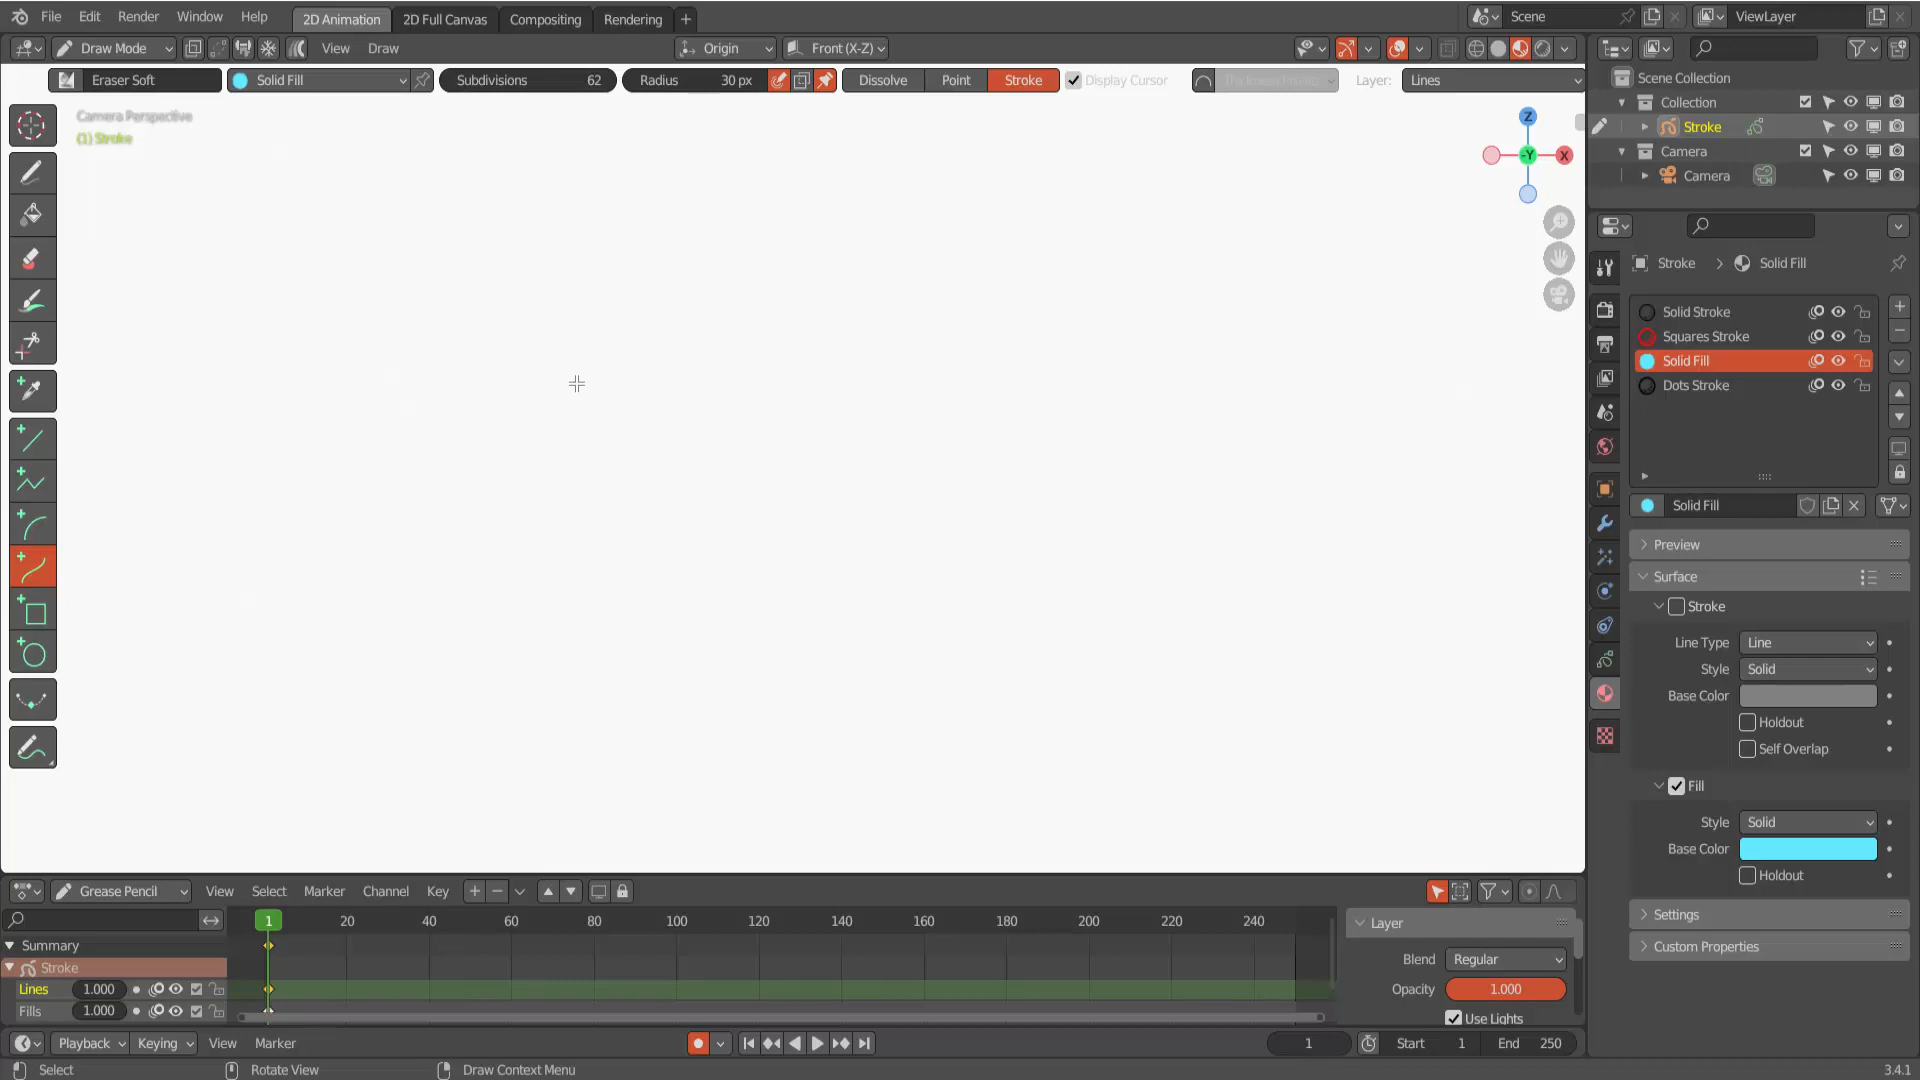 File Edit Render Window Help 2D Animation 2D Full Canvas Compositing Rendering + Scene ViewLayer
Draw Mode View Draw Origin Front (X-Z)
Eraser Soft Solid Fill Subdivisions 62 Radius 30 px Dissolve Point Stroke Display Cursor Layer: Lines
Camera Perspective
(1) Stroke
Z
-Y X
Scene Collection
Collection
Stroke
Camera
Camera
Stroke > Solid Fill
Solid Stroke
Squares Stroke
Solid Fill
Dots Stroke
Solid Fill
Preview
Surface
Stroke
Line Type Line
Style Solid
Base Color
Holdout
Self Overlap
Fill
Style Solid
Base Color
Holdout
Settings
Custom Properties
Grease Pencil View Select Marker Channel Key
1 20 40 60 80 100 120 140 160 180 200 220 240
Summary
Stroke
Lines 1.000
Fills 1.000
Layer
Blend Regular
Opacity 1.000
Use Lights
Playback Keying View Marker 1 Start 1 End 250
Select Rotate View Draw Context Menu 3.4.1